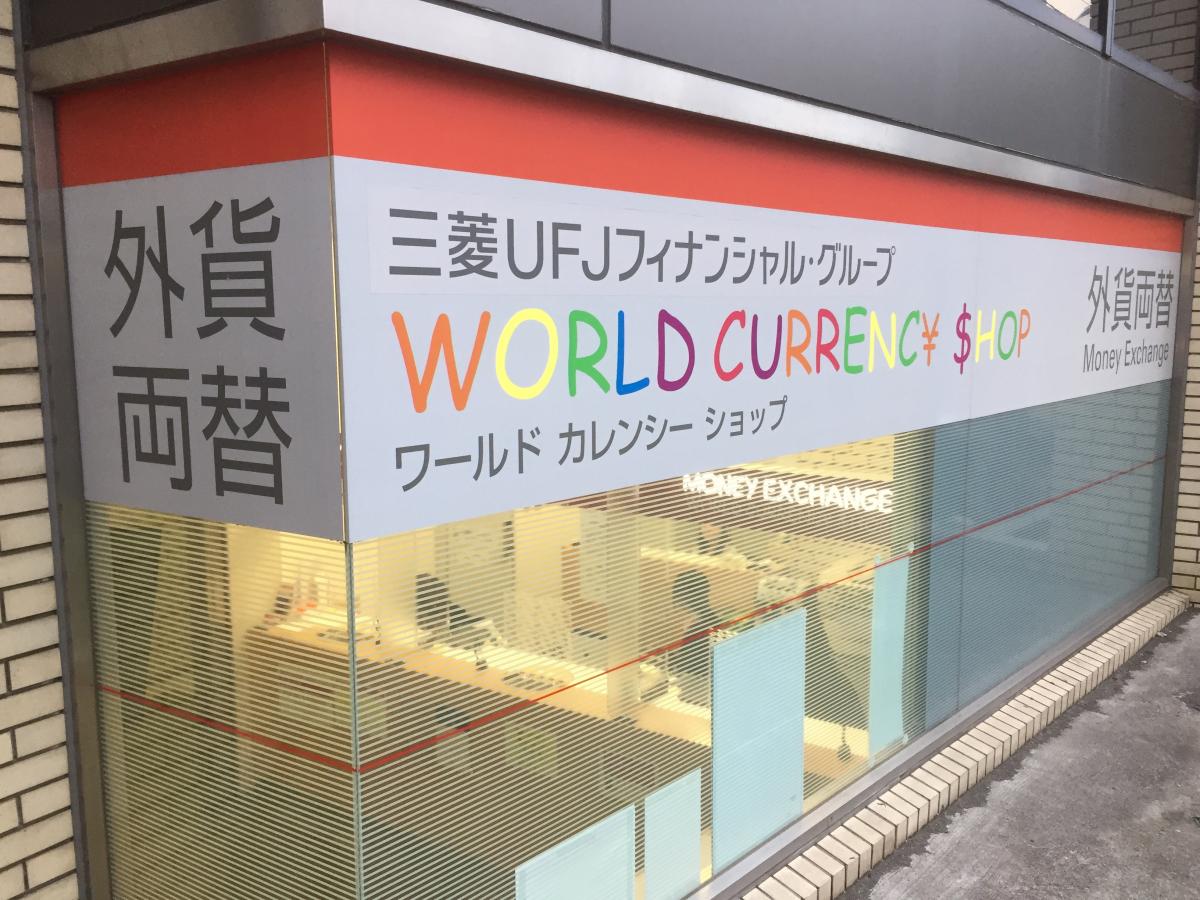 外貨
両替
三菱UFJフィナンシャル・グループ
WORLD CURRENC¥ $HOP
ワールド カレンシー ショップ
外貨両替
Money Exchange
MONEY EXCHANGE